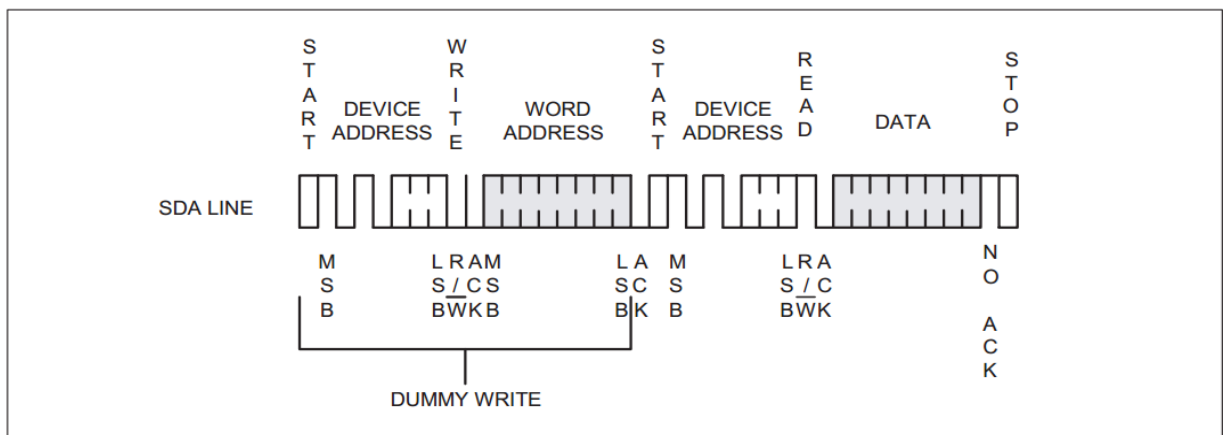 START
DEVICE ADDRESS
WRITE
WORD ADDRESS
START
DEVICE ADDRESS
READ
DATA
STOP
SDA LINE
MSB
LSB
R/W
ACK
MSB
LSB
ACK
MSB
LSB
R/W
ACK
NO ACK
DUMMY WRITE